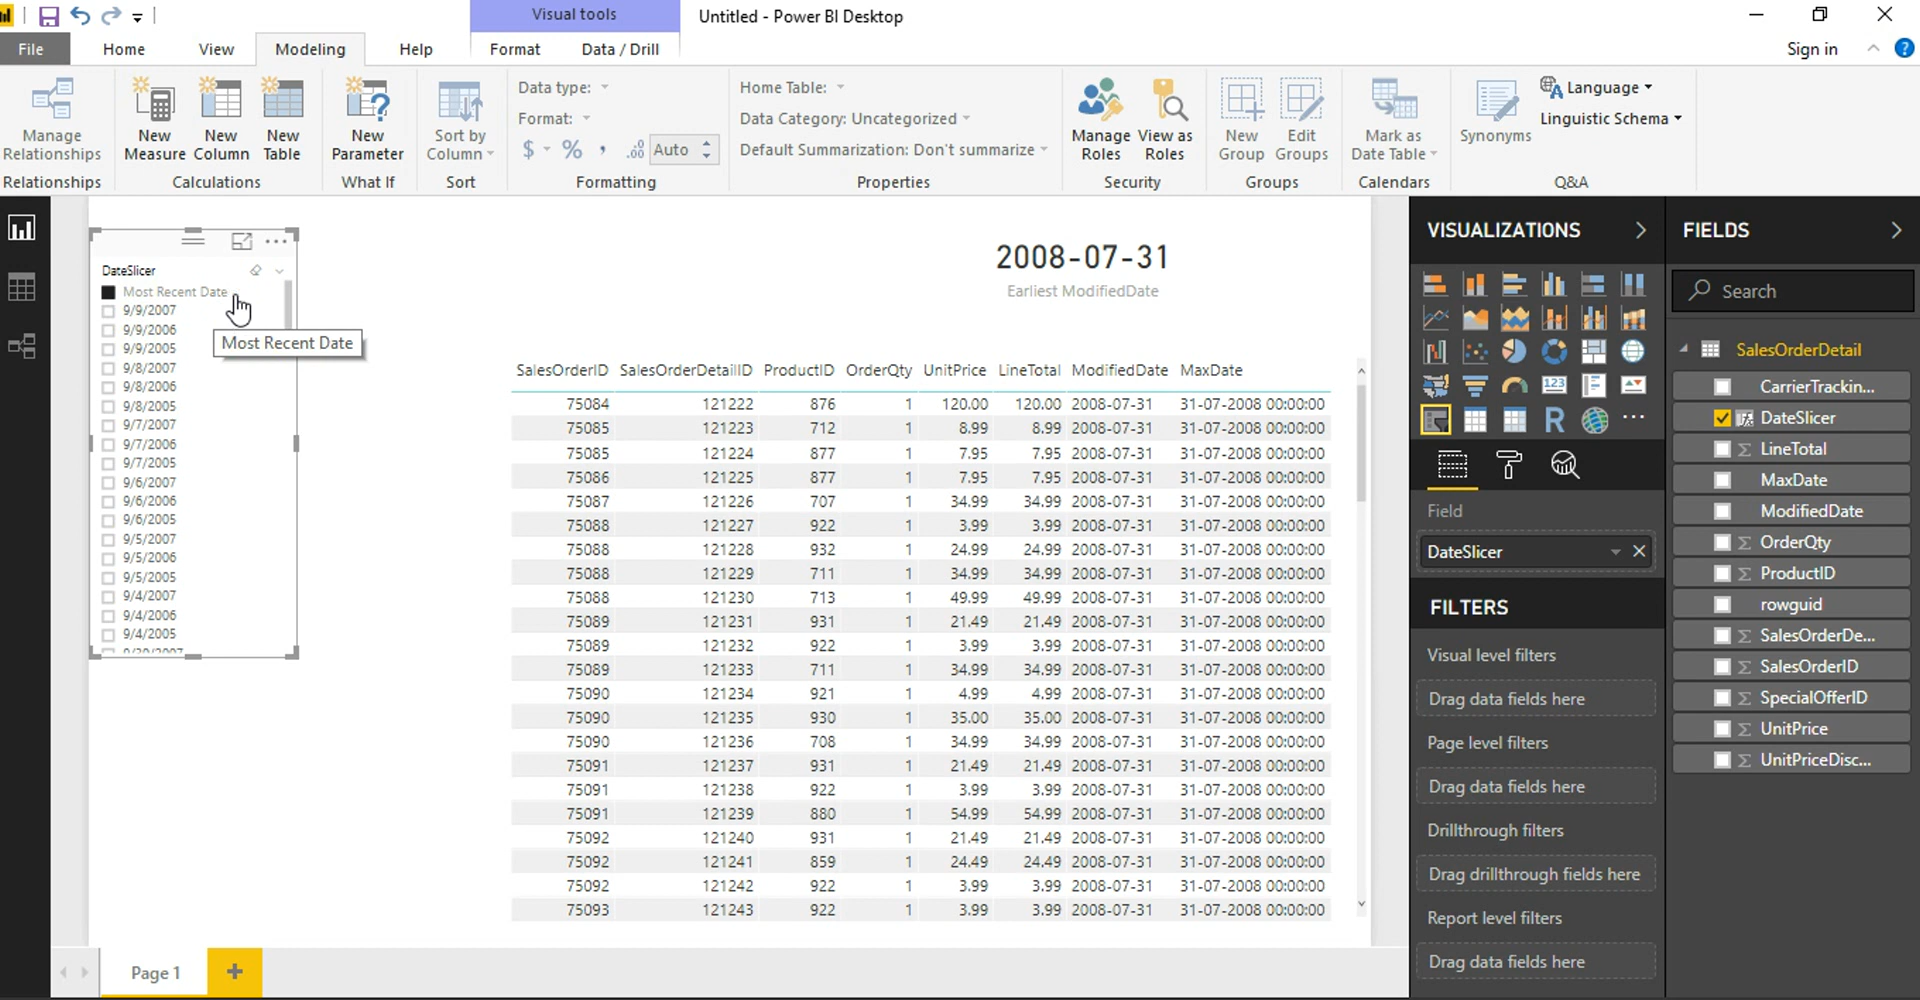 Visual tools
Untitled - Power BI Desktop
File
Home
View
Modeling
Help
Format
Data / Drill
Sign in
?
Manage Relationships
New Measure
New Column
New Table
New Parameter
Sort by Column
Data type:
Format:
$ % , .00 Auto
Home Table:
Data Category: Uncategorized
Default Summarization: Don't summarize
Manage Roles
View as Roles
New Group
Edit Groups
Mark as Date Table
Synonyms
Language
Linguistic Schema
Relationships
Calculations
What If
Sort
Formatting
Properties
Security
Groups
Calendars
Q&A
DateSlicer
Most Recent Date
9/9/2007
9/9/2006
9/9/2005
9/8/2007
9/8/2006
9/8/2005
9/7/2007
9/7/2006
9/7/2005
9/6/2007
9/6/2006
9/6/2005
9/5/2007
9/5/2006
9/5/2005
9/4/2007
9/4/2006
9/4/2005
9/30/2007
Most Recent Date
2008-07-31
Earliest ModifiedDate
SalesOrderID SalesOrderDetailID ProductID OrderQty UnitPrice LineTotal ModifiedDate MaxDate
75084 121222 876 1 120.00 120.00 2008-07-31 31-07-2008 00:00:00
75085 121223 712 1 8.99 8.99 2008-07-31 31-07-2008 00:00:00
75085 121224 877 1 7.95 7.95 2008-07-31 31-07-2008 00:00:00
75086 121225 877 1 7.95 7.95 2008-07-31 31-07-2008 00:00:00
75087 121226 707 1 34.99 34.99 2008-07-31 31-07-2008 00:00:00
75088 121227 922 1 3.99 3.99 2008-07-31 31-07-2008 00:00:00
75088 121228 932 1 24.99 24.99 2008-07-31 31-07-2008 00:00:00
75088 121229 711 1 34.99 34.99 2008-07-31 31-07-2008 00:00:00
75088 121230 713 1 49.99 49.99 2008-07-31 31-07-2008 00:00:00
75089 121231 931 1 21.49 21.49 2008-07-31 31-07-2008 00:00:00
75089 121232 922 1 3.99 3.99 2008-07-31 31-07-2008 00:00:00
75089 121233 711 1 34.99 34.99 2008-07-31 31-07-2008 00:00:00
75090 121234 921 1 4.99 4.99 2008-07-31 31-07-2008 00:00:00
75090 121235 930 1 35.00 35.00 2008-07-31 31-07-2008 00:00:00
75090 121236 708 1 34.99 34.99 2008-07-31 31-07-2008 00:00:00
75091 121237 931 1 21.49 21.49 2008-07-31 31-07-2008 00:00:00
75091 121238 922 1 3.99 3.99 2008-07-31 31-07-2008 00:00:00
75091 121239 880 1 54.99 54.99 2008-07-31 31-07-2008 00:00:00
75092 121240 931 1 21.49 21.49 2008-07-31 31-07-2008 00:00:00
75092 121241 859 1 24.49 24.49 2008-07-31 31-07-2008 00:00:00
75092 121242 922 1 3.99 3.99 2008-07-31 31-07-2008 00:00:00
75093 121243 922 1 3.99 3.99 2008-07-31 31-07-2008 00:00:00
Page 1
VISUALIZATIONS
123
R
Field
DateSlicer
FILTERS
Visual level filters
Drag data fields here
Page level filters
Drag data fields here
Drillthrough filters
Drag drillthrough fields here
Report level filters
Drag data fields here
FIELDS
Search
SalesOrderDetail
CarrierTrackin...
DateSlicer
Σ LineTotal
MaxDate
ModifiedDate
Σ OrderQty
Σ ProductID
rowguid
Σ SalesOrderDe...
Σ SalesOrderID
Σ SpecialOfferID
Σ UnitPrice
Σ UnitPriceDisc...